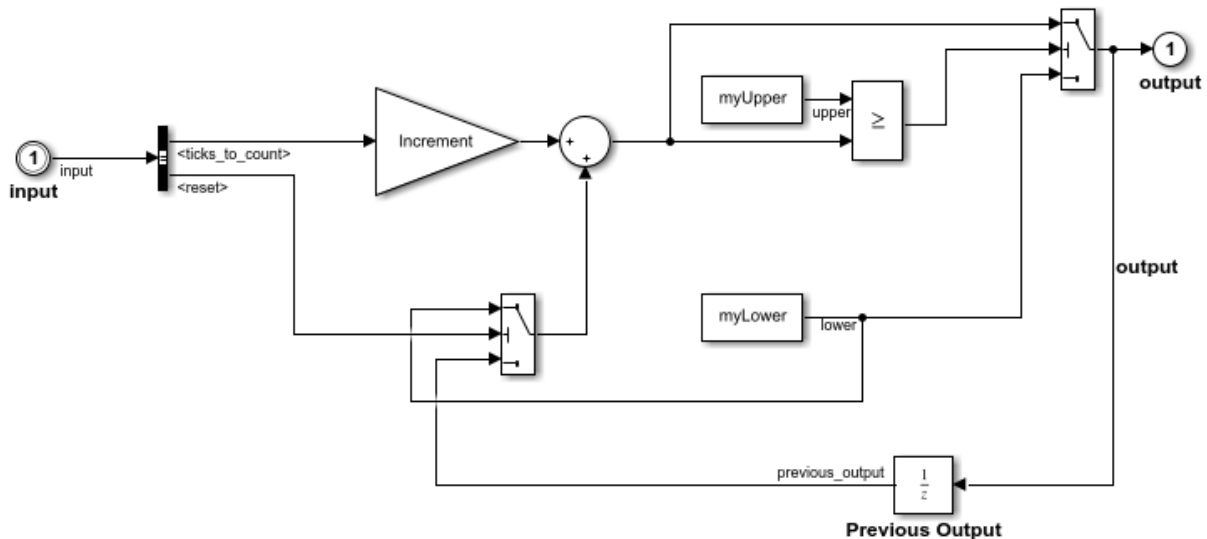 1
input
input
<ticks_to_count>
<reset>
Increment
+
+
myUpper
upper
≥
1
output
output
myLower
lower
previous_output
1
z
Previous Output